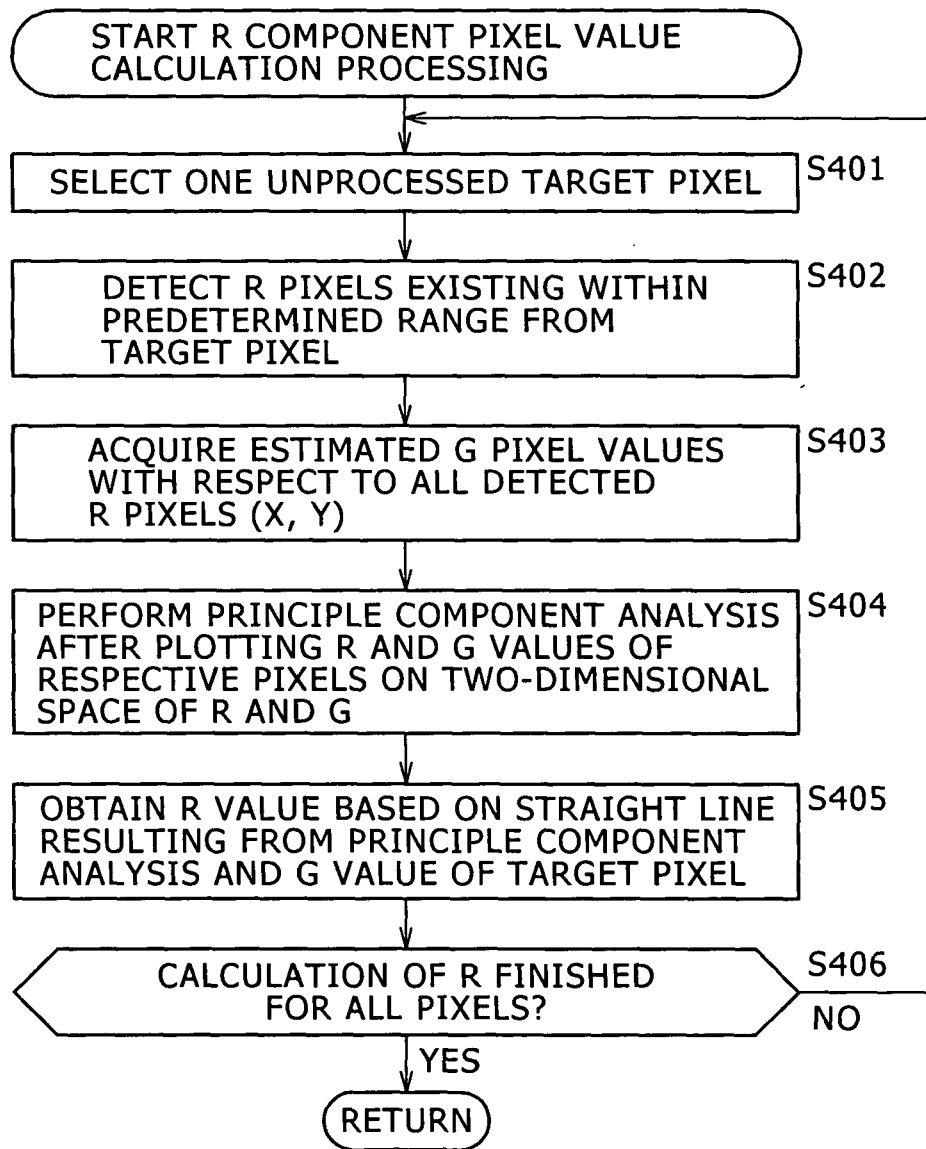 START R COMPONENT PIXEL VALUE
CALCULATION PROCESSING
SELECT ONE UNPROCESSED TARGET PIXEL
S401
DETECT R PIXELS EXISTING WITHIN
PREDETERMINED RANGE FROM
TARGET PIXEL
S402
ACQUIRE ESTIMATED G PIXEL VALUES
WITH RESPECT TO ALL DETECTED
R PIXELS (X, Y)
S403
PERFORM PRINCIPLE COMPONENT ANALYSIS
AFTER PLOTTING R AND G VALUES OF
RESPECTIVE PIXELS ON TWO-DIMENSIONAL
SPACE OF R AND G
S404
OBTAIN R VALUE BASED ON STRAIGHT LINE
RESULTING FROM PRINCIPLE COMPONENT
ANALYSIS AND G VALUE OF TARGET PIXEL
S405
CALCULATION OF R FINISHED
FOR ALL PIXELS?
S406
NO
YES
RETURN